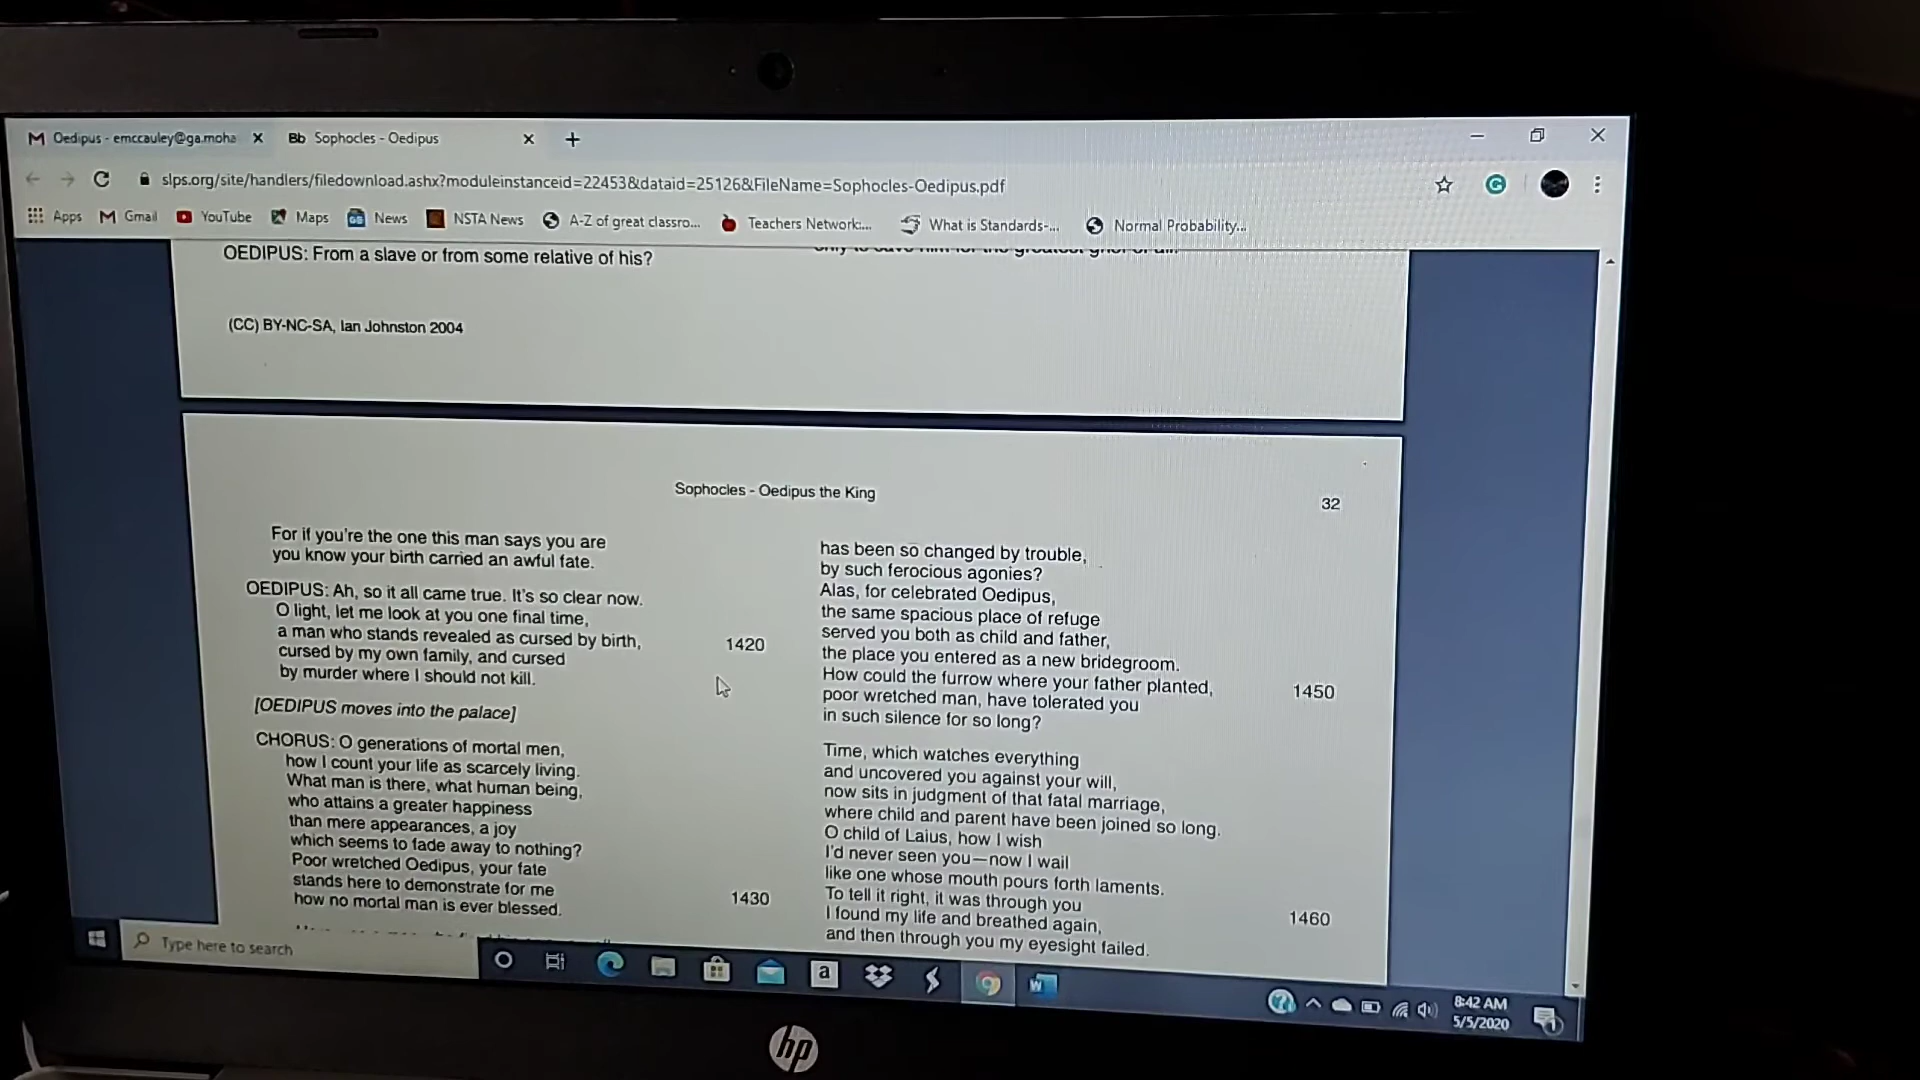 Oedipus - emccauley@ga.moha
Sophocles - Oedipus
slps.org/site/handlers/filedownload.ashx?moduleinstanceid=22453&dataid=25126&FileName=Sophocles-Oedipus.pdf
Apps Gmail YouTube Maps News NSTA News A-Z of great classro... Teachers Network:... What is Standards-... Normal Probability...
OEDIPUS: From a slave or from some relative of his?
(CC) BY-NC-SA, Ian Johnston 2004
Sophocles - Oedipus the King
32
For if you're the one this man says you are
you know your birth carried an awful fate.
OEDIPUS: Ah, so it all came true. It's so clear now.
O light, let me look at you one final time,
a man who stands revealed as cursed by birth, 1420
cursed by my own family, and cursed
by murder where I should not kill.
[OEDIPUS moves into the palace]
CHORUS: O generations of mortal men,
how I count your life as scarcely living.
What man is there, what human being,
who attains a greater happiness
than mere appearances, a joy
which seems to fade away to nothing?
Poor wretched Oedipus, your fate
stands here to demonstrate for me
how no mortal man is ever blessed. 1430
has been so changed by trouble,
by such ferocious agonies?
Alas, for celebrated Oedipus,
the same spacious place of refuge
served you both as child and father,
the place you entered as a new bridegroom.
How could the furrow where your father planted, 1450
poor wretched man, have tolerated you
in such silence for so long?
Time, which watches everything
and uncovered you against your will,
now sits in judgment of that fatal marriage,
where child and parent have been joined so long.
O child of Laius, how I wish
I'd never seen you—now I wail
like one whose mouth pours forth laments.
To tell it right, it was through you
I found my life and breathed again, 1460
and then through you my eyesight failed.
Type here to search
8:42 AM
5/5/2020
hp